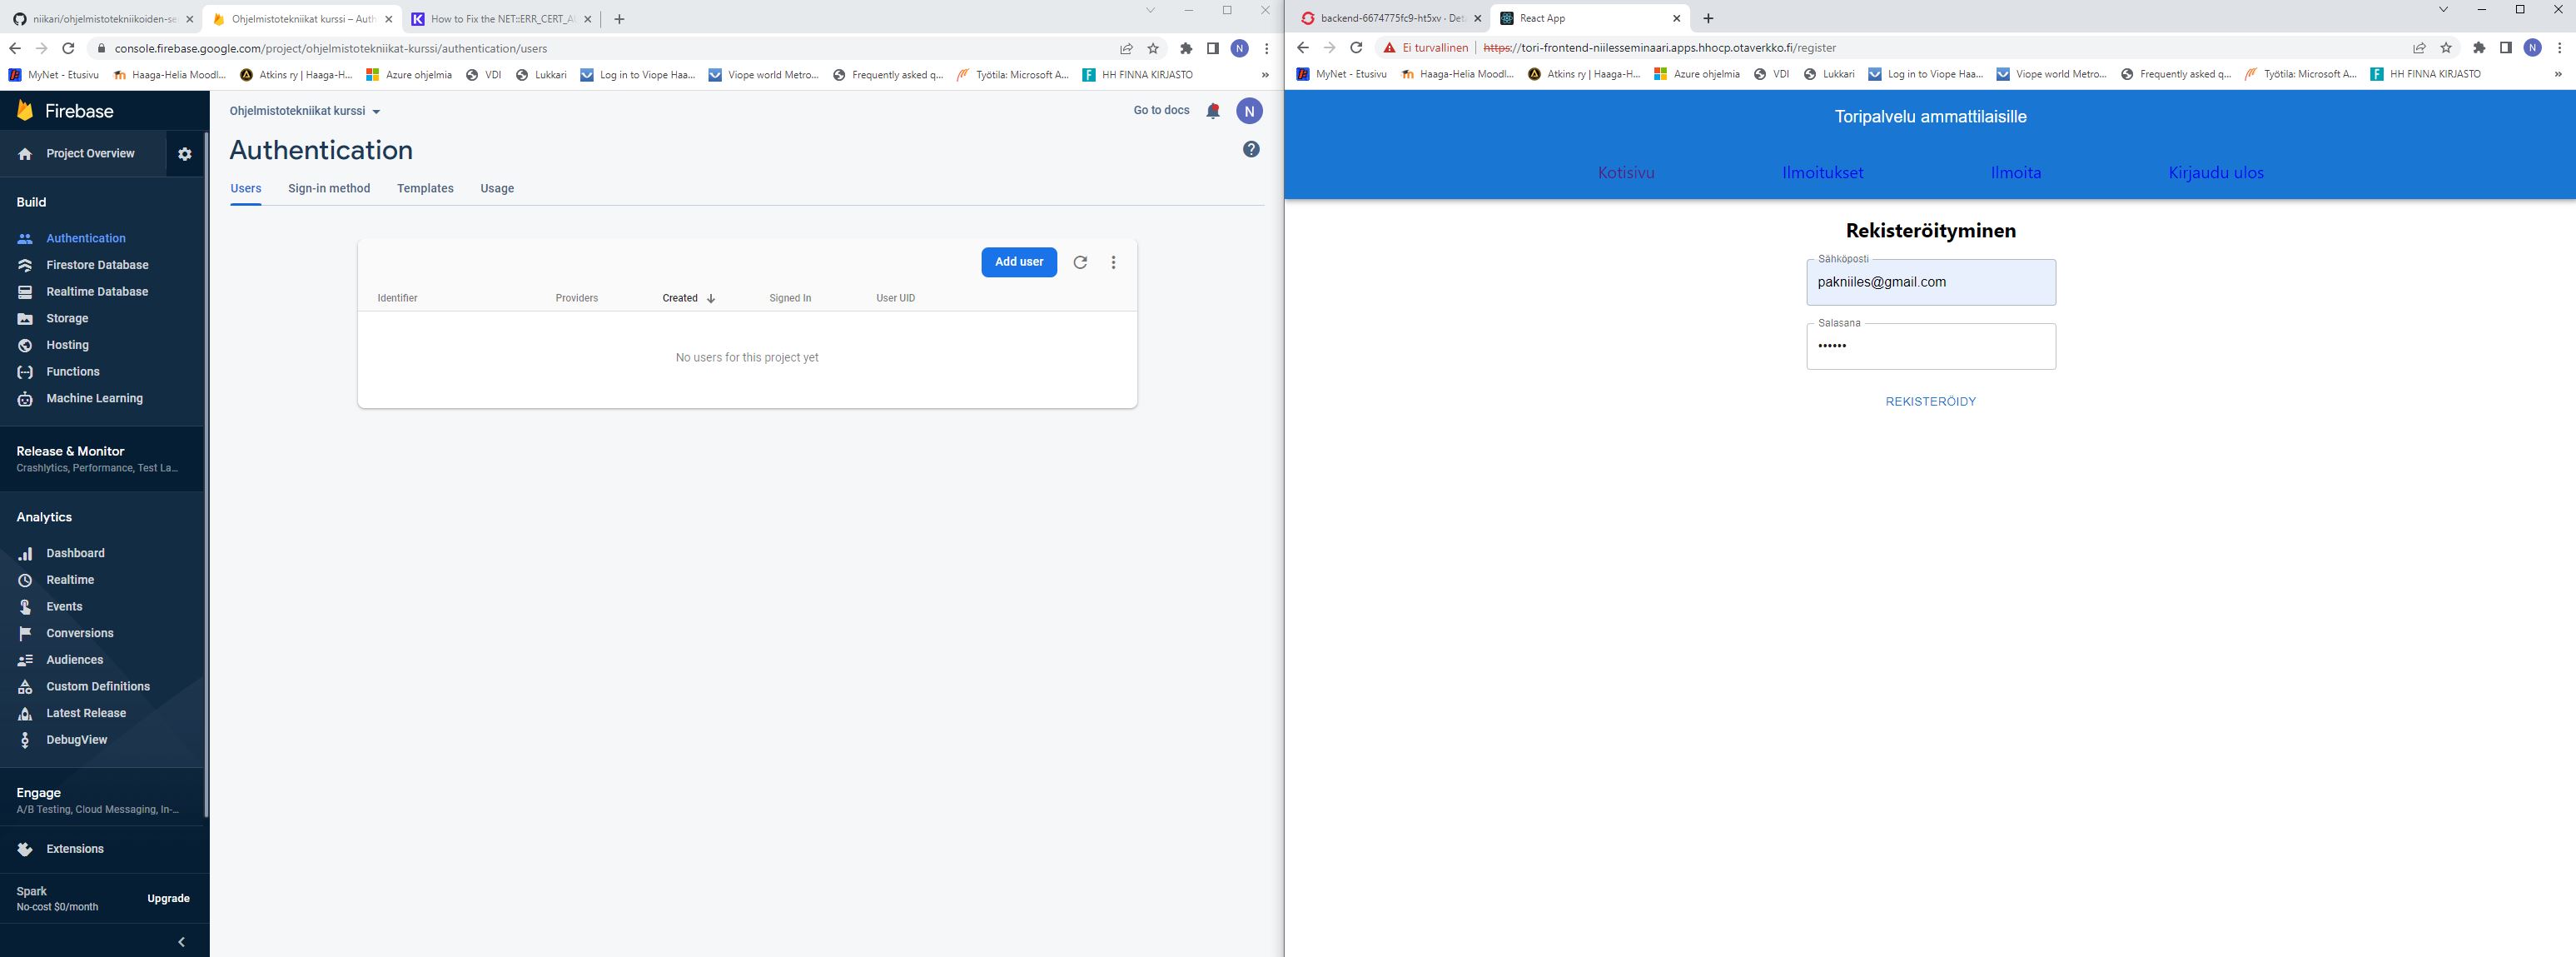 niikari/ohjelmistotekniikoiden-se
Ohjelmistotekniikat kurssi – Auth
How to Fix the NET::ERR_CERT_AU
console.firebase.google.com/project/ohjelmistotekniikat-kurssi/authentication/users
N
MyNet - Etusivu
Haaga-Helia Moodl...
Atkins ry | Haaga-H...
Azure ohjelmia
VDI
Lukkari
Log in to Viope Haa...
Viope world Metro...
Frequently asked q...
Työtila: Microsoft A...
HH FINNA KIRJASTO
»
Firebase
Project Overview
Build
Authentication
Firestore Database
Realtime Database
Storage
Hosting
Functions
Machine Learning
Release & Monitor
Crashlytics, Performance, Test La...
Analytics
Dashboard
Realtime
Events
Conversions
Audiences
Custom Definitions
Latest Release
DebugView
Engage
A/B Testing, Cloud Messaging, In-...
Extensions
Spark
No-cost $0/month
Upgrade
Ohjelmistotekniikat kurssi
Go to docs
N
Authentication
Users
Sign-in method
Templates
Usage
Add user
Identifier
Providers
Created
Signed In
User UID
No users for this project yet
backend-6674775fc9-ht5xv · Deta
React App
Ei turvallinen
https://tori-frontend-niilesseminaari.apps.hhocp.otaverkko.fi/register
N
MyNet - Etusivu
Haaga-Helia Moodl...
Atkins ry | Haaga-H...
Azure ohjelmia
VDI
Lukkari
Log in to Viope Haa...
Viope world Metro...
Frequently asked q...
Työtila: Microsoft A...
HH FINNA KIRJASTO
»
Toripalvelu ammattilaisille
Kotisivu
Ilmoitukset
Ilmoita
Kirjaudu ulos
Rekisteröityminen
Sähköposti
pakniiles@gmail.com
Salasana
••••••
REKISTERÖIDY